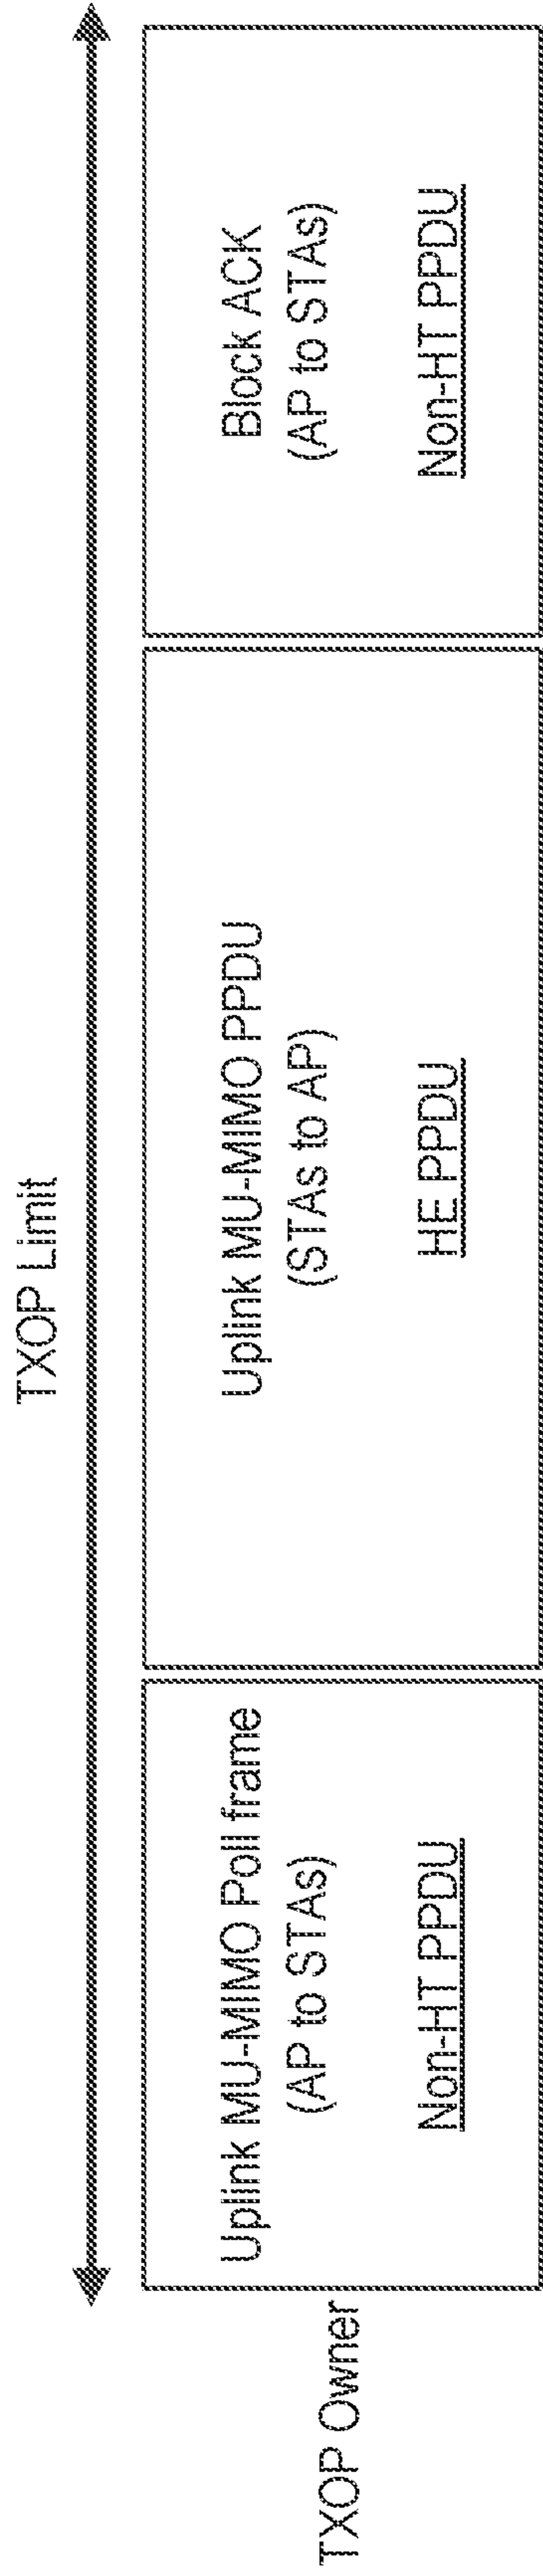 TXOP Limit
TXOP Owner
Uplink MU-MIMO Poll frame
(AP to STAs)
Non-HT PPDU
Uplink MU-MIMO PPDU
(STAs to AP)
HE PPDU
Block ACK
(AP to STAs)
Non-HT PPDU